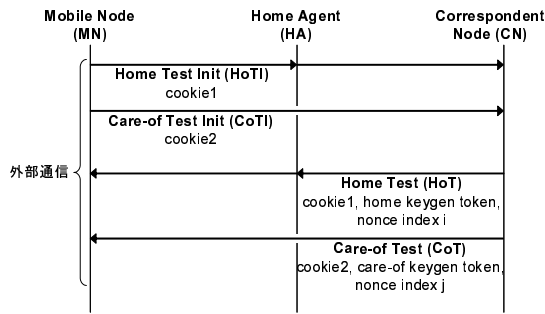 Mobile Node
(MN)
Home Agent
(HA)
Correspondent
Node (CN)
Home Test Init (HoTI)
cookie1
Care-of Test Init (CoTI)
cookie2
外部通信
Home Test (HoT)
cookie1, home keygen token,
nonce index i
Care-of Test (CoT)
cookie2, care-of keygen token,
nonce index j